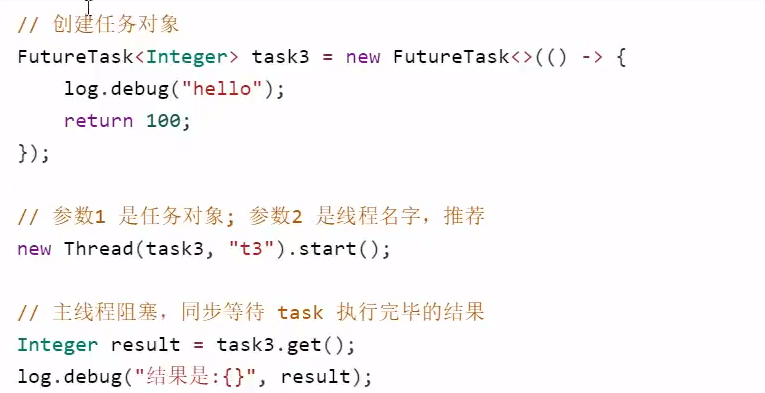 // 创建任务对象
FutureTask<Integer> task3 = new FutureTask<>(() -> {
    log.debug("hello");
    return 100;
});
// 参数1 是任务对象; 参数2 是线程名字，推荐
new Thread(task3, "t3").start();
// 主线程阻塞，同步等待 task 执行完毕的结果
Integer result = task3.get();
log.debug("结果是:{}", result);